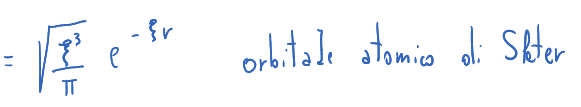 = √(ξ³/π) e^(-ξr) orbitale atomico di Slater